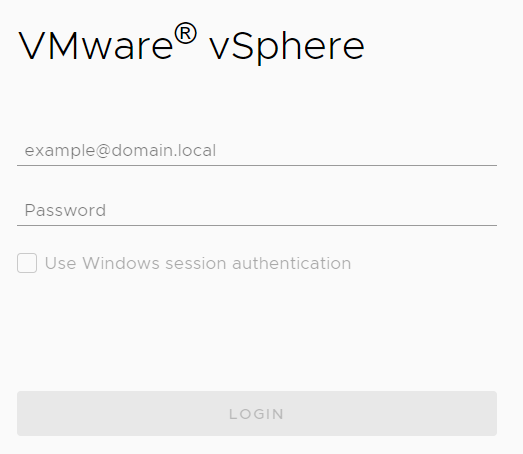 VMware® vSphere
example@domain.local
Password
Use Windows session authentication
LOGIN